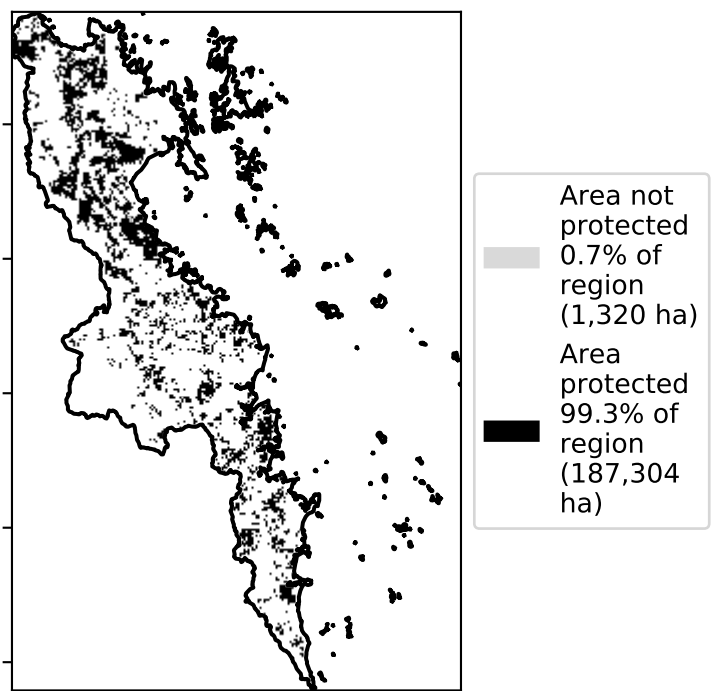 Area not
protected
0.7% of
region
(1,320 ha)
Area
protected
99.3% of
region
(187,304
ha)